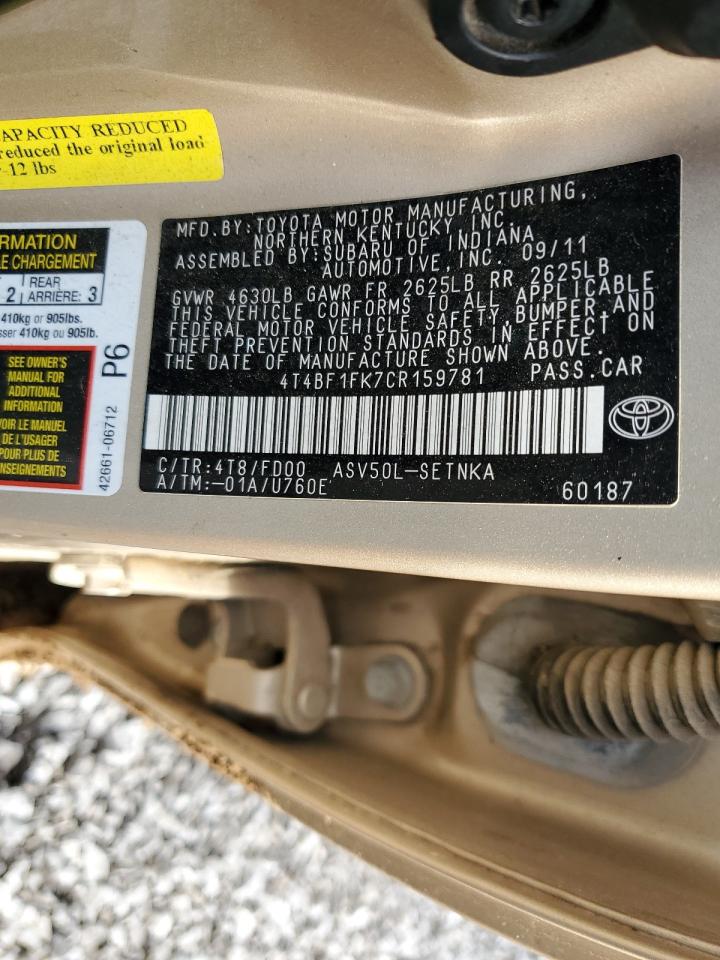 APACITY REDUCED
reduced the original load
12 lbs
RMATION
E CHARGEMENT
2 REAR
ARRIÈRE: 3
410kg or 905lbs.
sser 410kg ou 905lb.
SEE OWNER'S
MANUAL FOR
ADDITIONAL
INFORMATION
VOIR LE MANUEL
DE L'USAGER
POUR PLUS DE
RENSEIGNEMENTS
P6
42661-06712
MFD.BY:TOYOTA MOTOR MANUFACTURING,
NORTHERN KENTUCKY, INC.
ASSEMBLED BY:SUBARU OF INDIANA
AUTOMOTIVE, INC. 09/11
GVWR 4630LB GAWR FR 2625LB RR 2625LB
THIS VEHICLE CONFORMS TO ALL APPLICABLE
FEDERAL MOTOR VEHICLE SAFETY, BUMPER AND
THEFT PREVENTION STANDARDS IN EFFECT ON
THE DATE OF MANUFACTURE SHOWN ABOVE.
4T4BF1FK7CR159781 PASS.CAR
C/TR:4T8/FD00 ASV50L-SETNKA
A/TM:-01A/U760E 60187